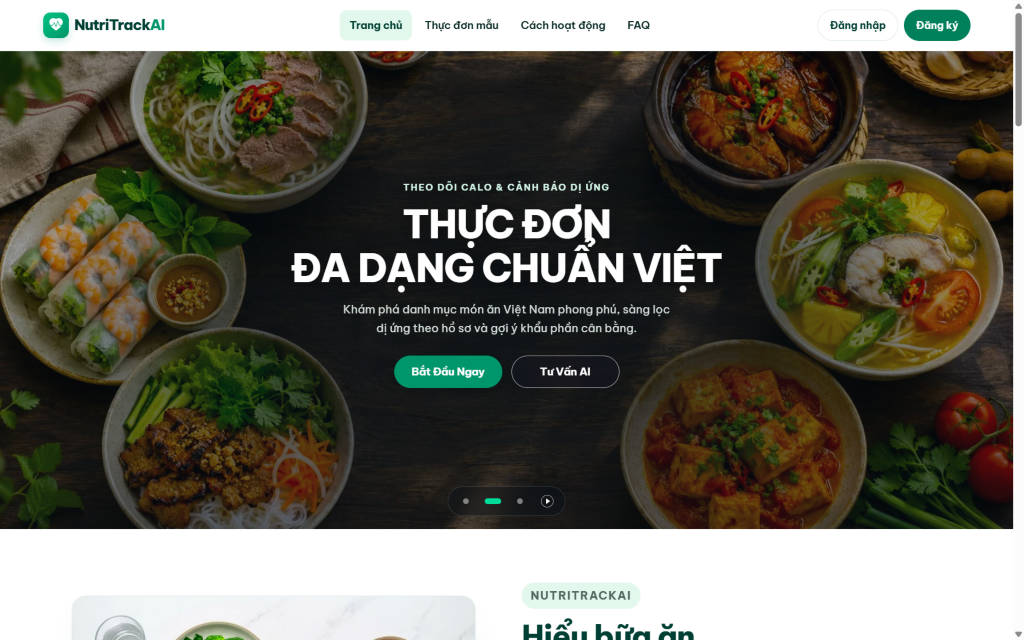 NutriTrackAI
Trang chủ
Thực đơn mẫu
Cách hoạt động
FAQ
Đăng nhập
Đăng ký
THEO DÕI CALO & CẢNH BÁO DỊ ỨNG
THỰC ĐƠN
ĐA DẠNG CHUẨN VIỆT
Khám phá danh mục món ăn Việt Nam phong phú, sàng lọc
dị ứng theo hồ sơ và gợi ý khẩu phần cân bằng.
Bắt Đầu Ngay
Tư Vấn AI
NUTRITRACKAI
Hiểu bữa ăn